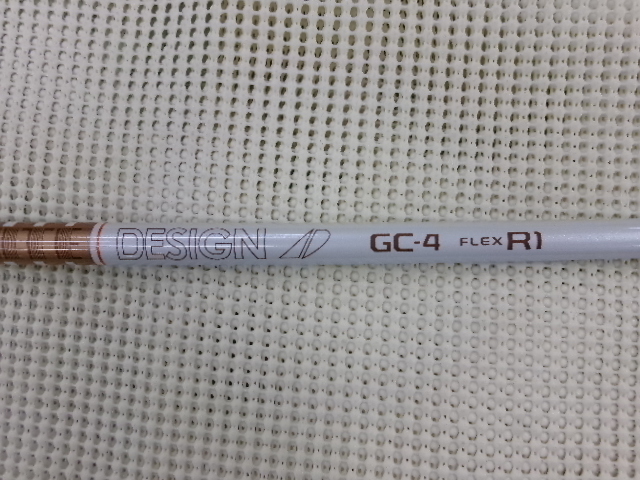 DESIGN AD GC-4 FLEX R1